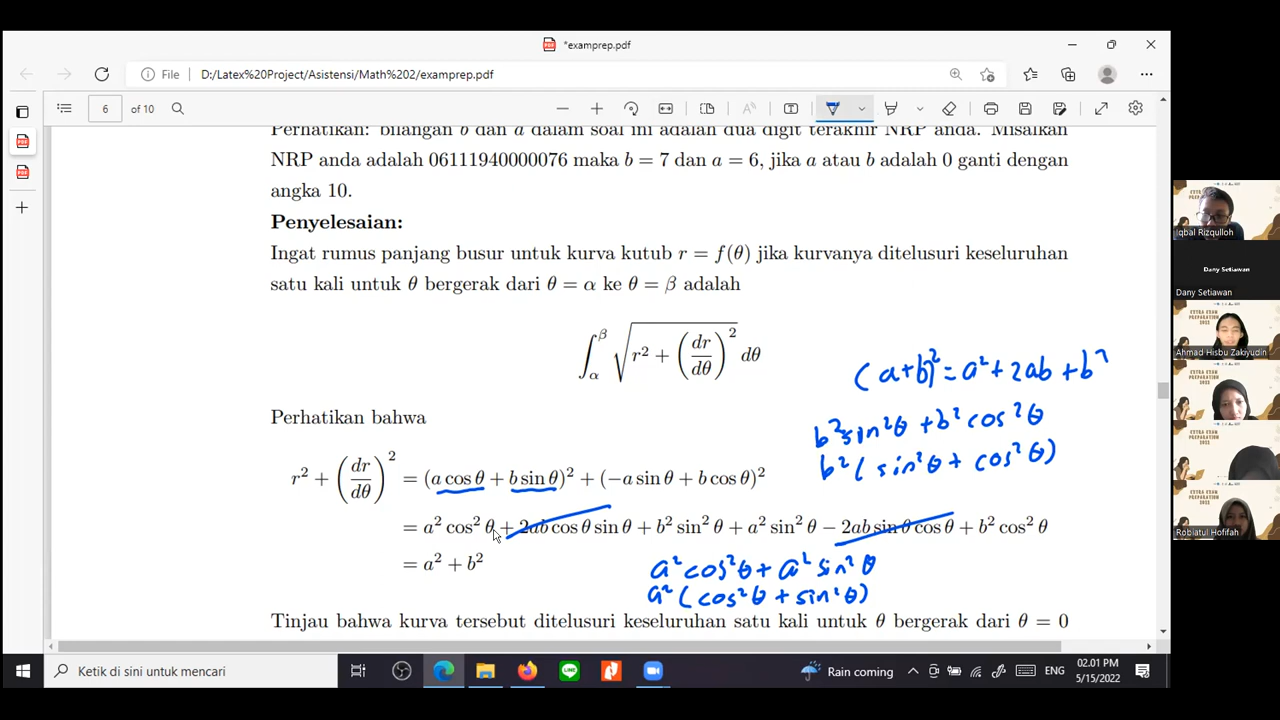 *examprep.pdf
File D:/Latex%20Project/Asistensi/Math%202/examprep.pdf
6 of 10
Perhatikan: bilangan b dan a dalam soal ini adalah dua digit terakhir NRP anda. Misalkan
NRP anda adalah 06111940000076 maka b = 7 dan a = 6, jika a atau b adalah 0 ganti dengan
angka 10.
Penyelesaian:
Ingat rumus panjang busur untuk kurva kutub r = f(θ) jika kurvanya ditelusuri keseluruhan
satu kali untuk θ bergerak dari θ = α ke θ = β adalah
∫_α^β √(r² + (dr/dθ)²) dθ
(a+b)² = a² + 2ab + b²
Perhatikan bahwa
b² sin²θ + b² cos²θ
b² (sin²θ + cos²θ)
r² + (dr/dθ)² = (a cos θ + b sin θ)² + (−a sin θ + b cos θ)²
= a² cos² θ + 2ab cos θ sin θ + b² sin² θ + a² sin² θ − 2ab sin θ cos θ + b² cos² θ
= a² + b²
a² cos²θ + a² sin²θ
a² (cos²θ + sin²θ)
Tinjau bahwa kurva tersebut ditelusuri keseluruhan satu kali untuk θ bergerak dari θ = 0
Ketik di sini untuk mencari
Rain coming
ENG
02.01 PM
5/15/2022
Iqbal Rizqulloh
Dany Setiawan
Dany Setiawan
Ahmad Hisbu Zakiyudin
Robiatul Hofifah